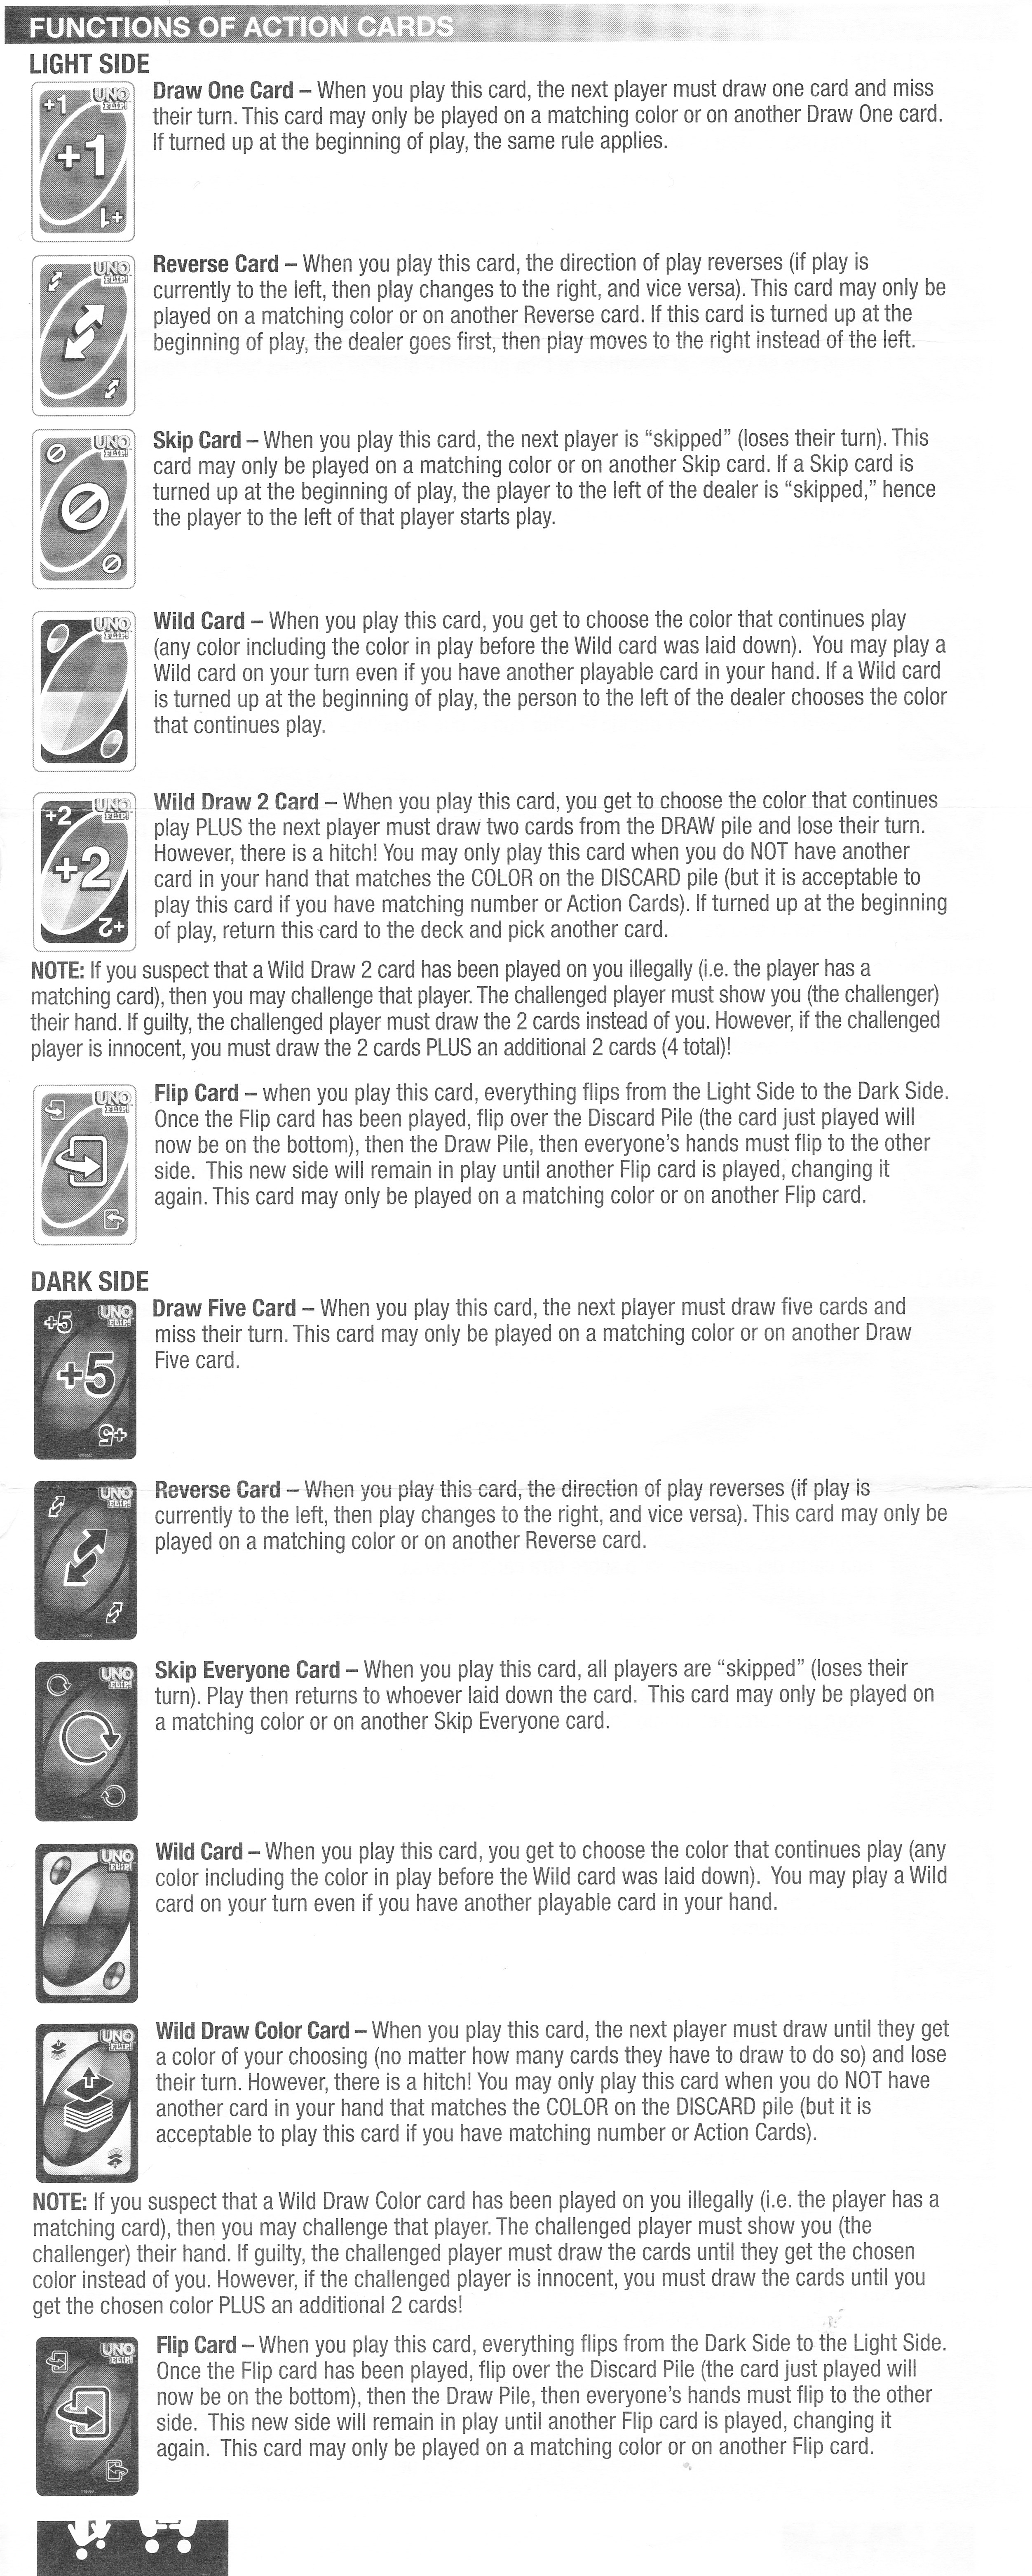 FUNCTIONS OF ACTION CARDS
LIGHT SIDE
+1 UNO FLIP!
+1
+1
Draw One Card – When you play this card, the next player must draw one card and miss
their turn. This card may only be played on a matching color or on another Draw One card.
If turned up at the beginning of play, the same rule applies.
UNO FLIP!
Reverse Card – When you play this card, the direction of play reverses (if play is
currently to the left, then play changes to the right, and vice versa). This card may only be
played on a matching color or on another Reverse card. If this card is turned up at the
beginning of play, the dealer goes first, then play moves to the right instead of the left.
UNO FLIP!
Skip Card – When you play this card, the next player is “skipped” (loses their turn). This
card may only be played on a matching color or on another Skip card. If a Skip card is
turned up at the beginning of play, the player to the left of the dealer is “skipped,” hence
the player to the left of that player starts play.
UNO FLIP!
Wild Card – When you play this card, you get to choose the color that continues play
(any color including the color in play before the Wild card was laid down). You may play a
Wild card on your turn even if you have another playable card in your hand. If a Wild card
is turned up at the beginning of play, the person to the left of the dealer chooses the color
that continues play.
+2 UNO FLIP!
+2
+2
Wild Draw 2 Card – When you play this card, you get to choose the color that continues
play PLUS the next player must draw two cards from the DRAW pile and lose their turn.
However, there is a hitch! You may only play this card when you do NOT have another
card in your hand that matches the COLOR on the DISCARD pile (but it is acceptable to
play this card if you have matching number or Action Cards). If turned up at the beginning
of play, return this card to the deck and pick another card.
NOTE: If you suspect that a Wild Draw 2 card has been played on you illegally (i.e. the player has a
matching card), then you may challenge that player. The challenged player must show you (the challenger)
their hand. If guilty, the challenged player must draw the 2 cards instead of you. However, if the challenged
player is innocent, you must draw the 2 cards PLUS an additional 2 cards (4 total)!
UNO FLIP!
Flip Card – when you play this card, everything flips from the Light Side to the Dark Side.
Once the Flip card has been played, flip over the Discard Pile (the card just played will
now be on the bottom), then the Draw Pile, then everyone’s hands must flip to the other
side. This new side will remain in play until another Flip card is played, changing it
again. This card may only be played on a matching color or on another Flip card.
DARK SIDE
+5 UNO FLIP!
+5
+5
Draw Five Card – When you play this card, the next player must draw five cards and
miss their turn. This card may only be played on a matching color or on another Draw
Five card.
UNO FLIP!
Reverse Card – When you play this card, the direction of play reverses (if play is
currently to the left, then play changes to the right, and vice versa). This card may only be
played on a matching color or on another Reverse card.
UNO FLIP!
Skip Everyone Card – When you play this card, all players are “skipped” (loses their
turn). Play then returns to whoever laid down the card. This card may only be played on
a matching color or on another Skip Everyone card.
UNO FLIP!
Wild Card – When you play this card, you get to choose the color that continues play (any
color including the color in play before the Wild card was laid down). You may play a Wild
card on your turn even if you have another playable card in your hand.
UNO FLIP!
Wild Draw Color Card – When you play this card, the next player must draw until they get
a color of your choosing (no matter how many cards they have to draw to do so) and lose
their turn. However, there is a hitch! You may only play this card when you do NOT have
another card in your hand that matches the COLOR on the DISCARD pile (but it is
acceptable to play this card if you have matching number or Action Cards).
NOTE: If you suspect that a Wild Draw Color card has been played on you illegally (i.e. the player has a
matching card), then you may challenge that player. The challenged player must show you (the
challenger) their hand. If guilty, the challenged player must draw the cards until they get the chosen
color instead of you. However, if the challenged player is innocent, you must draw the cards until you
get the chosen color PLUS an additional 2 cards!
UNO FLIP!
Flip Card – When you play this card, everything flips from the Dark Side to the Light Side.
Once the Flip card has been played, flip over the Discard Pile (the card just played will
now be on the bottom), then the Draw Pile, then everyone’s hands must flip to the other
side. This new side will remain in play until another Flip card is played, changing it
again. This card may only be played on a matching color or on another Flip card.